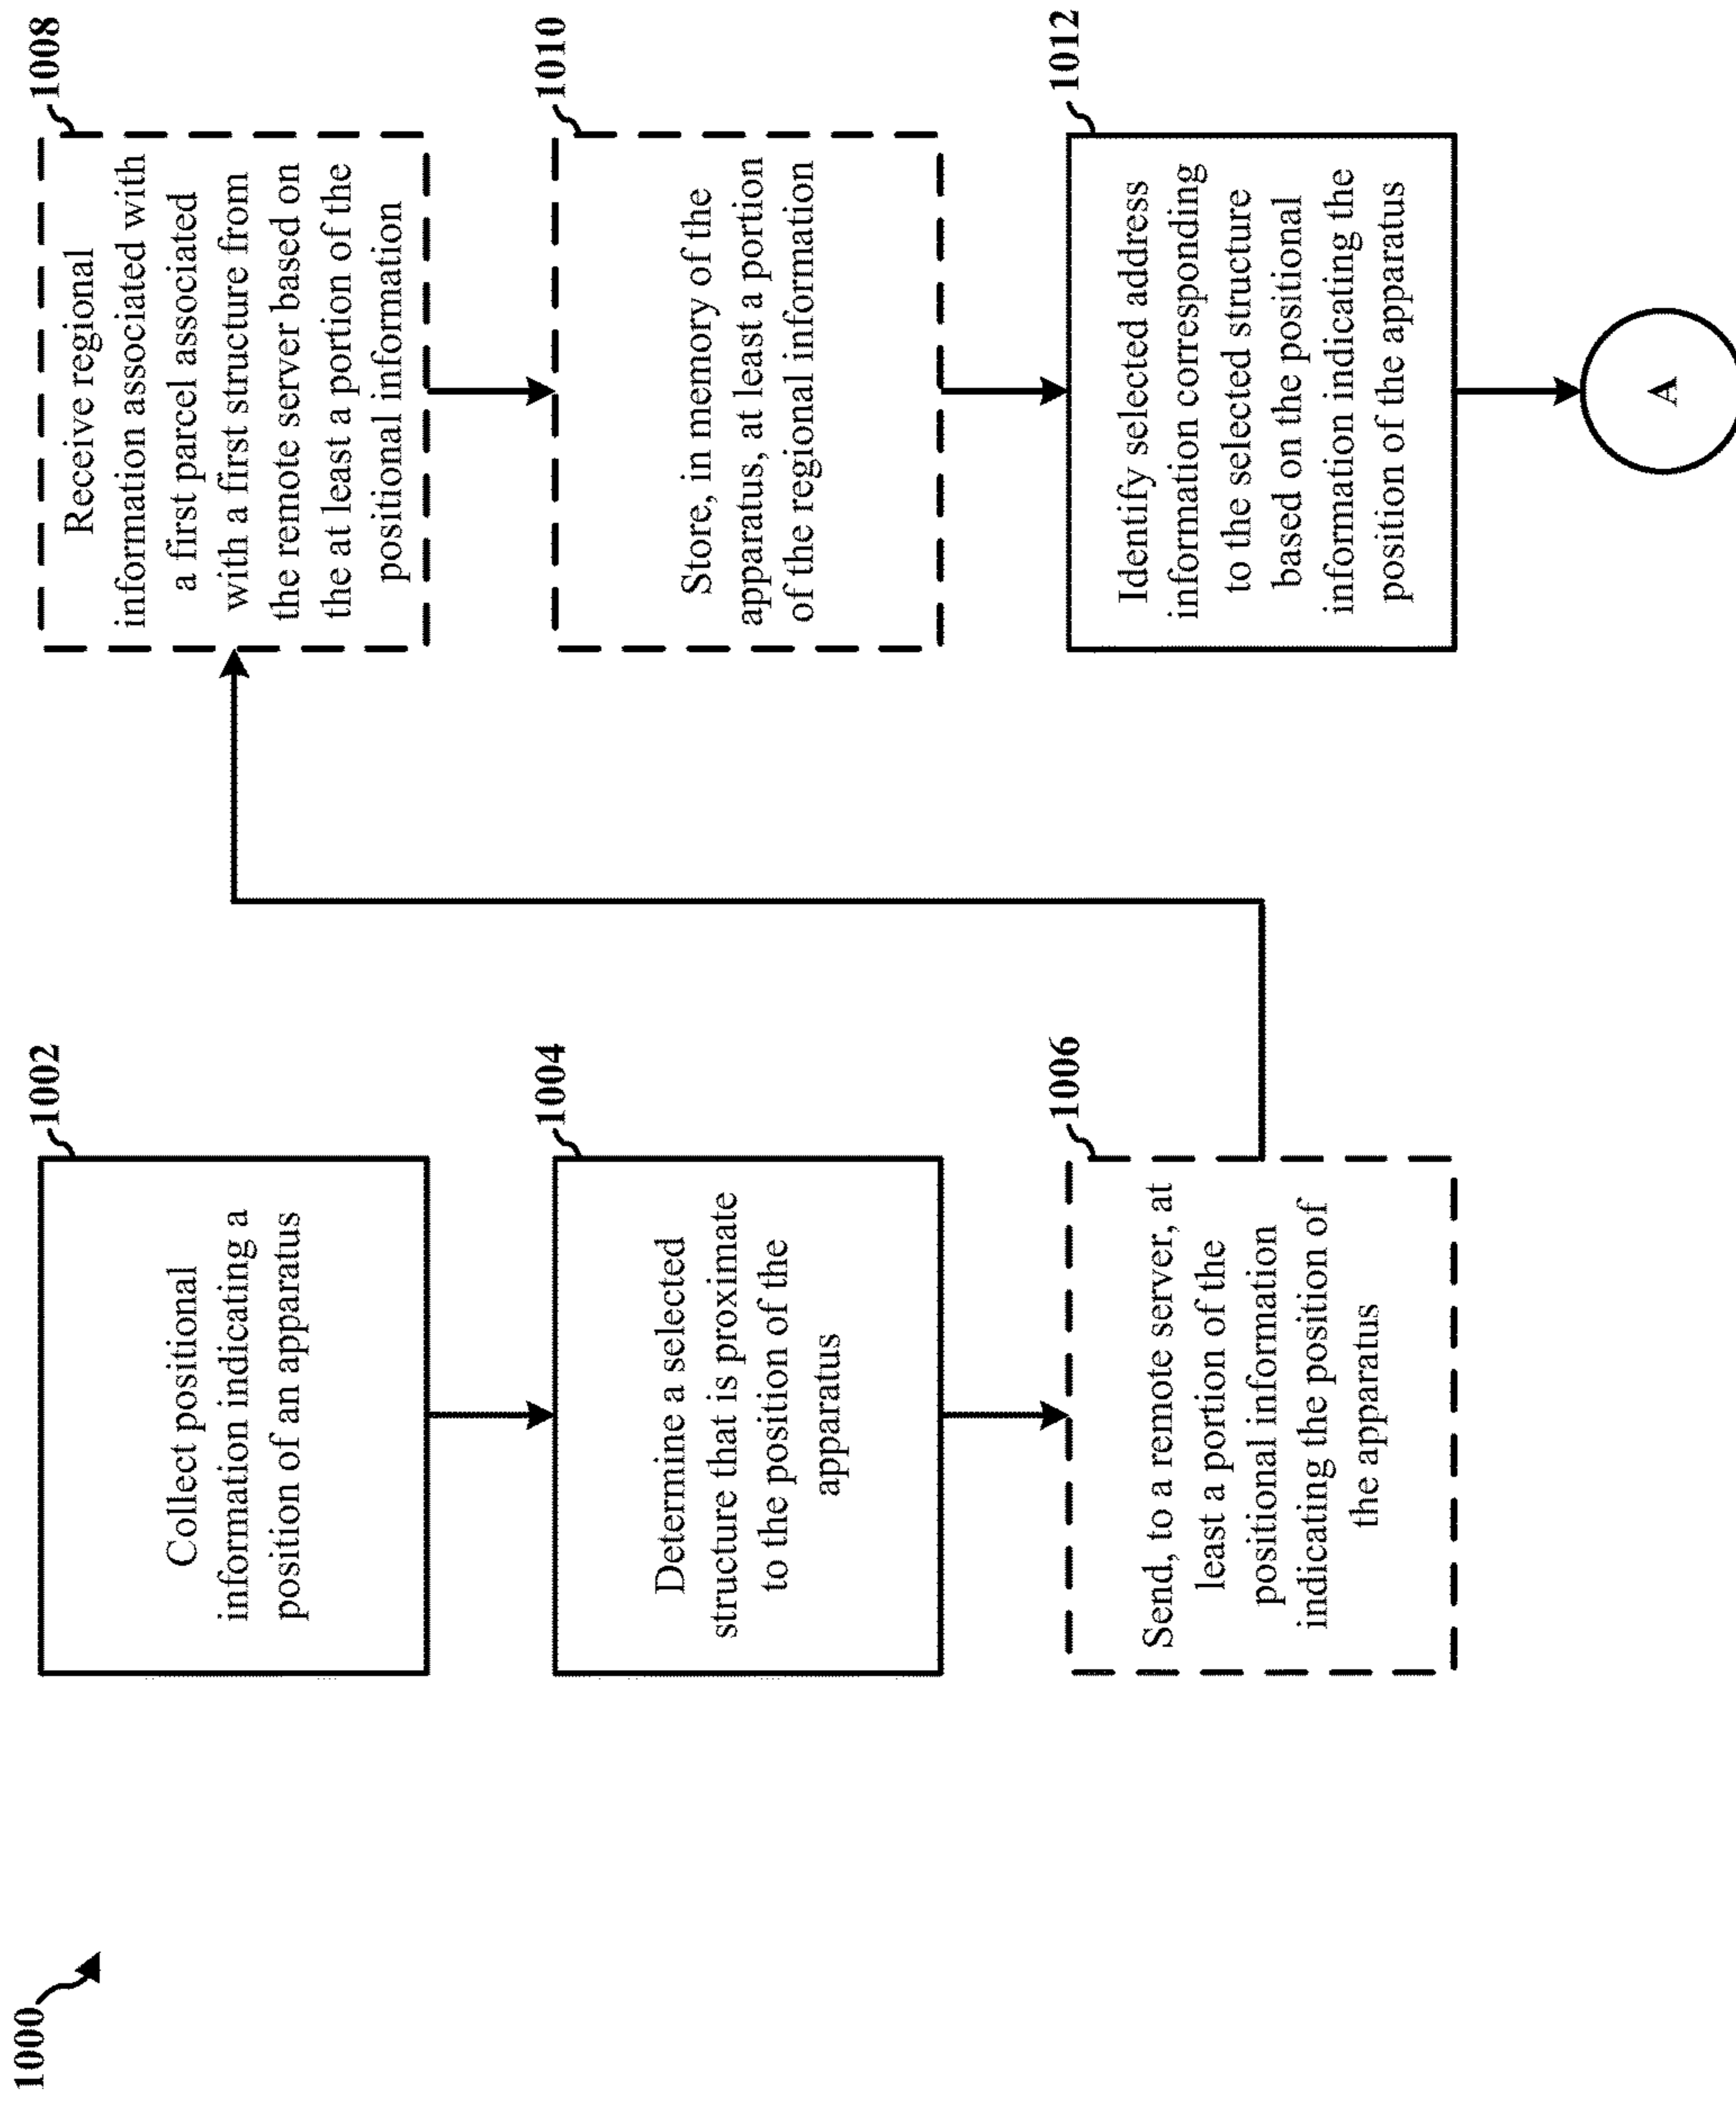 1000
1002
Collect positional
information indicating a
position of an apparatus
1004
Determine a selected
structure that is proximate
to the position of the
apparatus
1006
Send, to a remote server, at
least a portion of the
positional information
indicating the position of
the apparatus
1008
Receive regional
information associated with
a first parcel associated
with a first structure from
the remote server based on
the at least a portion of the
positional information
1010
Store, in memory of the
apparatus, at least a portion
of the regional information
1012
Identify selected address
information corresponding
to the selected structure
based on the positional
information indicating the
position of the apparatus
A